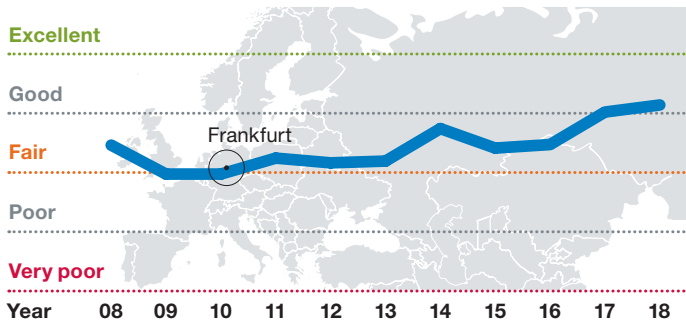 Excellent
Good
Frankfurt
Fair
Poor
Very poor
Year 08 09 10 11 12 13 14 15 16 17 18